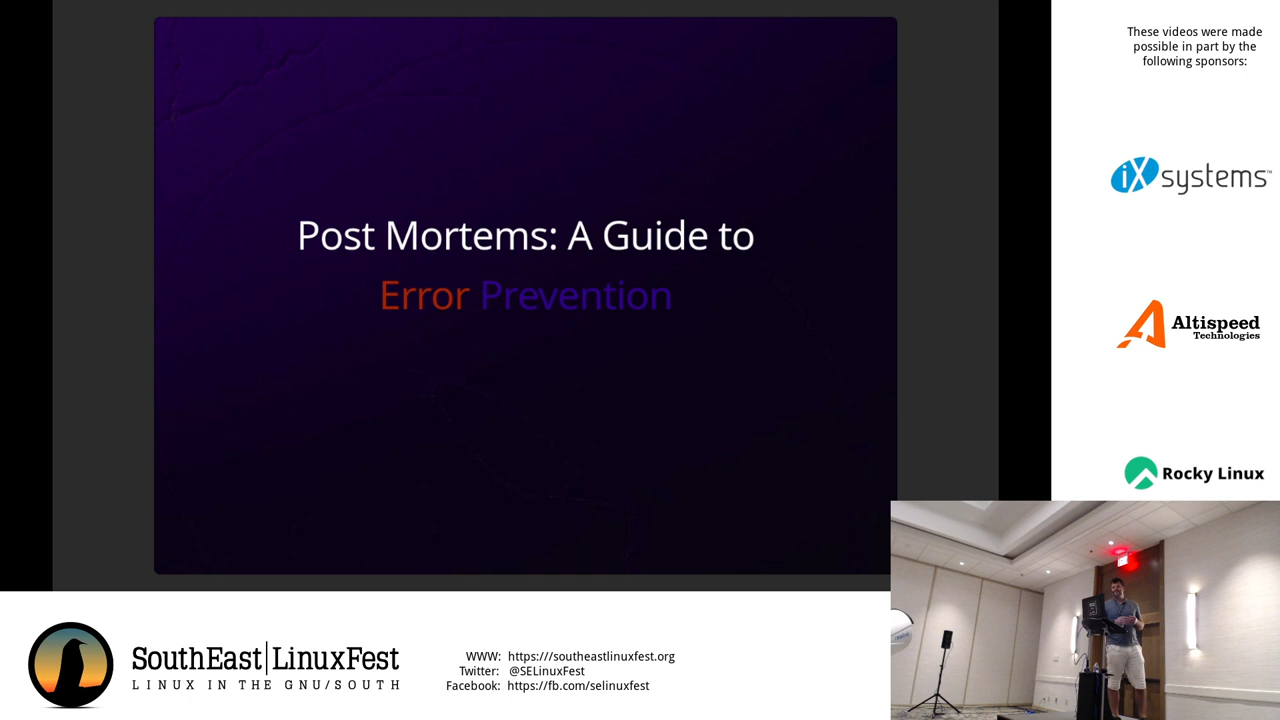 Post Mortems: A Guide to
Error Prevention
These videos were made
possible in part by the
following sponsors:
iXsystems™
Altispeed
Technologies
Rocky Linux
SouthEast|LinuxFest
LINUX IN THE GNU/SOUTH
WWW: https:///southeastlinuxfest.org
Twitter: @SELinuxFest
Facebook: https://fb.com/selinuxfest